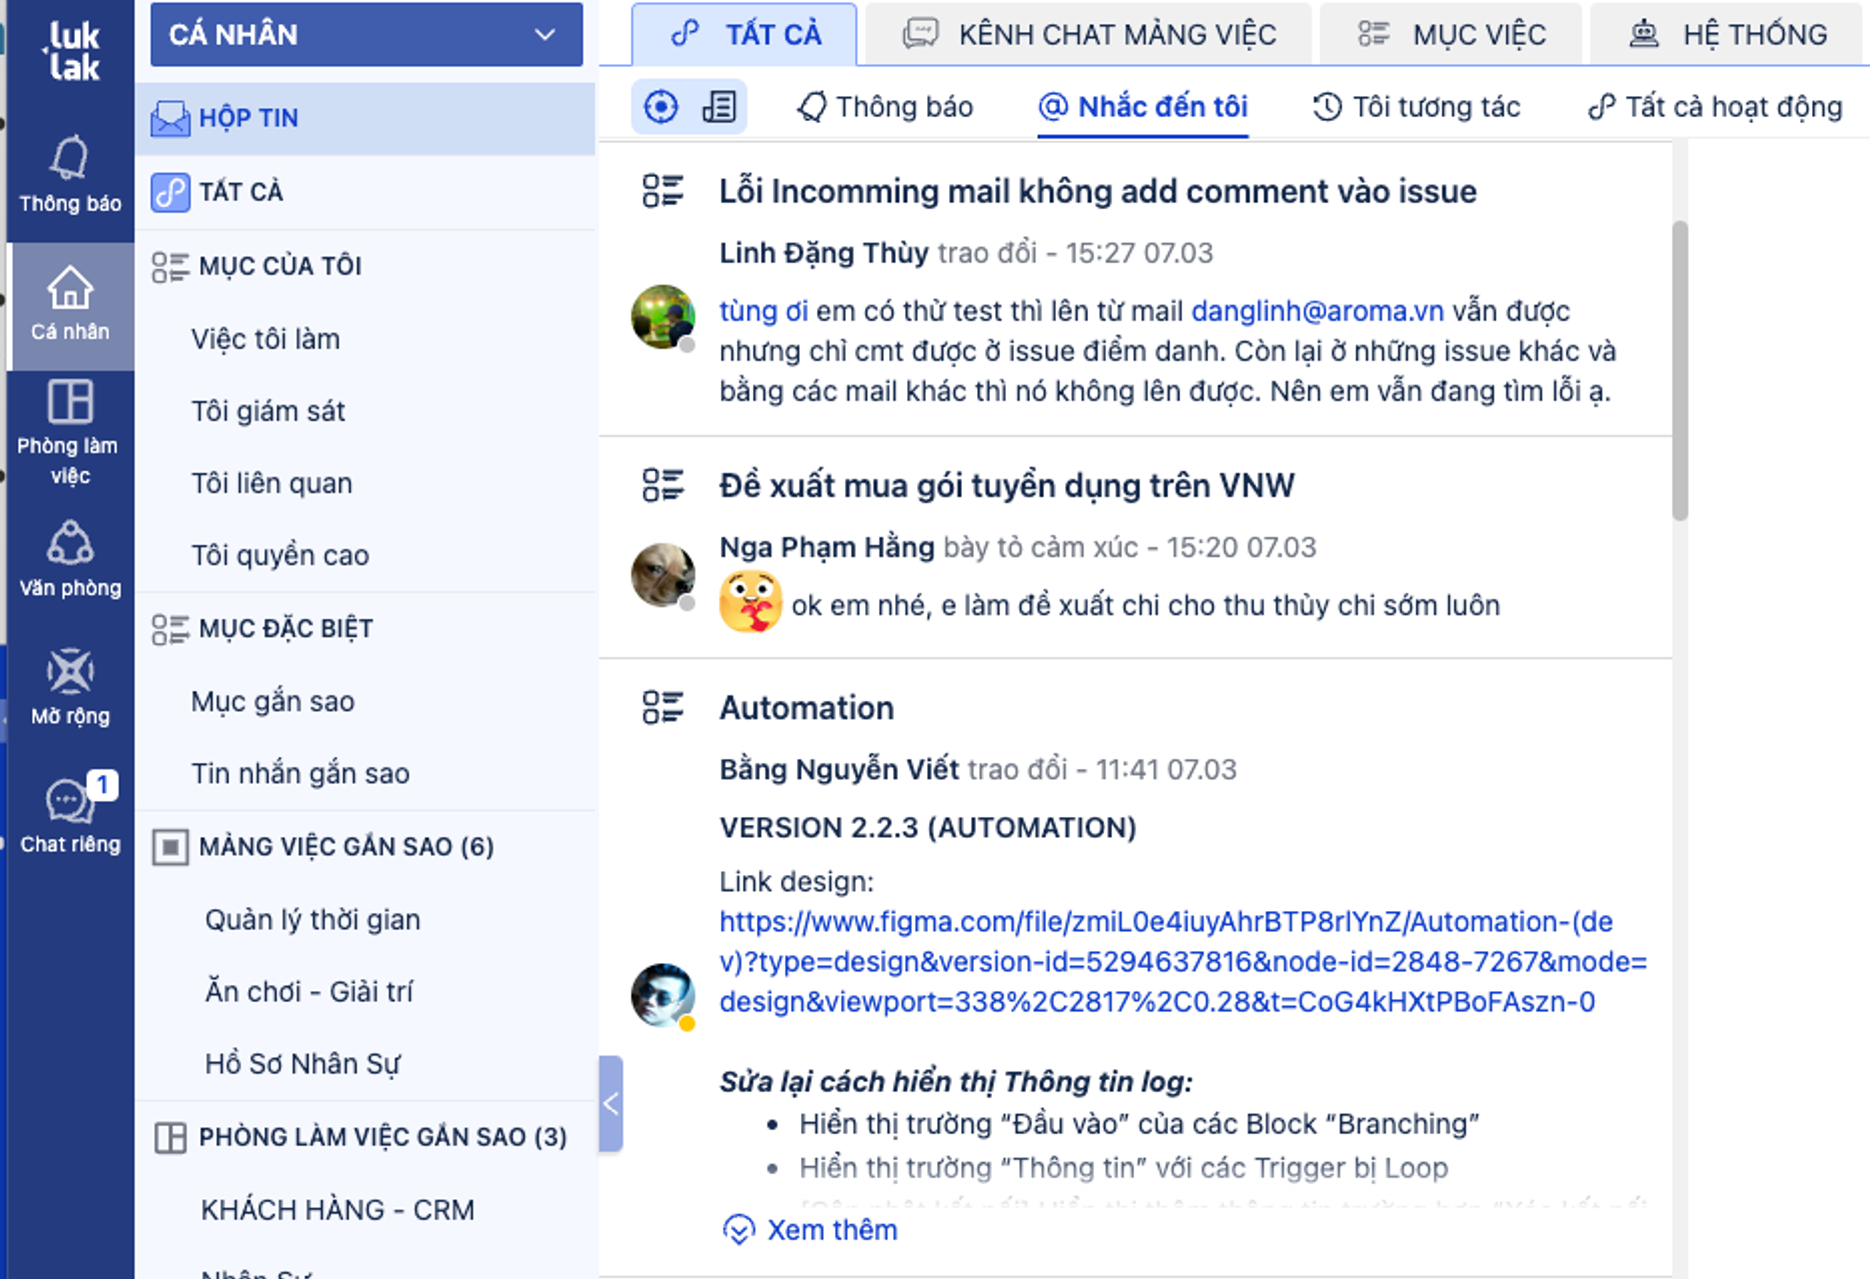 luk
lak
Thông báo
Cá nhân
Phòng làm
việc
Văn phòng
Mở rộng
1
Chat riêng
CÁ NHÂN
HỘP TIN
TẤT CẢ
MỤC CỦA TÔI
Việc tôi làm
Tôi giám sát
Tôi liên quan
Tôi quyền cao
MỤC ĐẶC BIỆT
Mục gắn sao
Tin nhắn gắn sao
MẢNG VIỆC GẮN SAO (6)
Quản lý thời gian
Ăn chơi - Giải trí
Hồ Sơ Nhân Sự
PHÒNG LÀM VIỆC GẮN SAO (3)
KHÁCH HÀNG - CRM
Nhân Sự
TẤT CẢ
KÊNH CHAT MẢNG VIỆC
MỤC VIỆC
HỆ THỐNG
Thông báo
@ Nhắc đến tôi
Tôi tương tác
Tất cả hoạt động
Lỗi Incomming mail không add comment vào issue
Linh Đặng Thùy trao đổi - 15:27 07.03
tùng ơi em có thử test thì lên từ mail danglinh@aroma.vn vẫn được
nhưng chỉ cmt được ở issue điểm danh. Còn lại ở những issue khác và
bằng các mail khác thì nó không lên được. Nên em vẫn đang tìm lỗi ạ.
Đề xuất mua gói tuyển dụng trên VNW
Nga Phạm Hằng bày tỏ cảm xúc - 15:20 07.03
ok em nhé, e làm đề xuất chi cho thu thủy chi sớm luôn
Automation
Bằng Nguyễn Viết trao đổi - 11:41 07.03
VERSION 2.2.3 (AUTOMATION)
Link design:
https://www.figma.com/file/zmiL0e4iuyAhrBTP8rlYnZ/Automation-(de
v)?type=design&version-id=5294637816&node-id=2848-7267&mode=
design&viewport=338%2C2817%2C0.28&t=CoG4kHXtPBoFAszn-0
Sửa lại cách hiển thị Thông tin log:
• Hiển thị trường “Đầu vào” của các Block “Branching”
• Hiển thị trường “Thông tin” với các Trigger bị Loop
Xem thêm